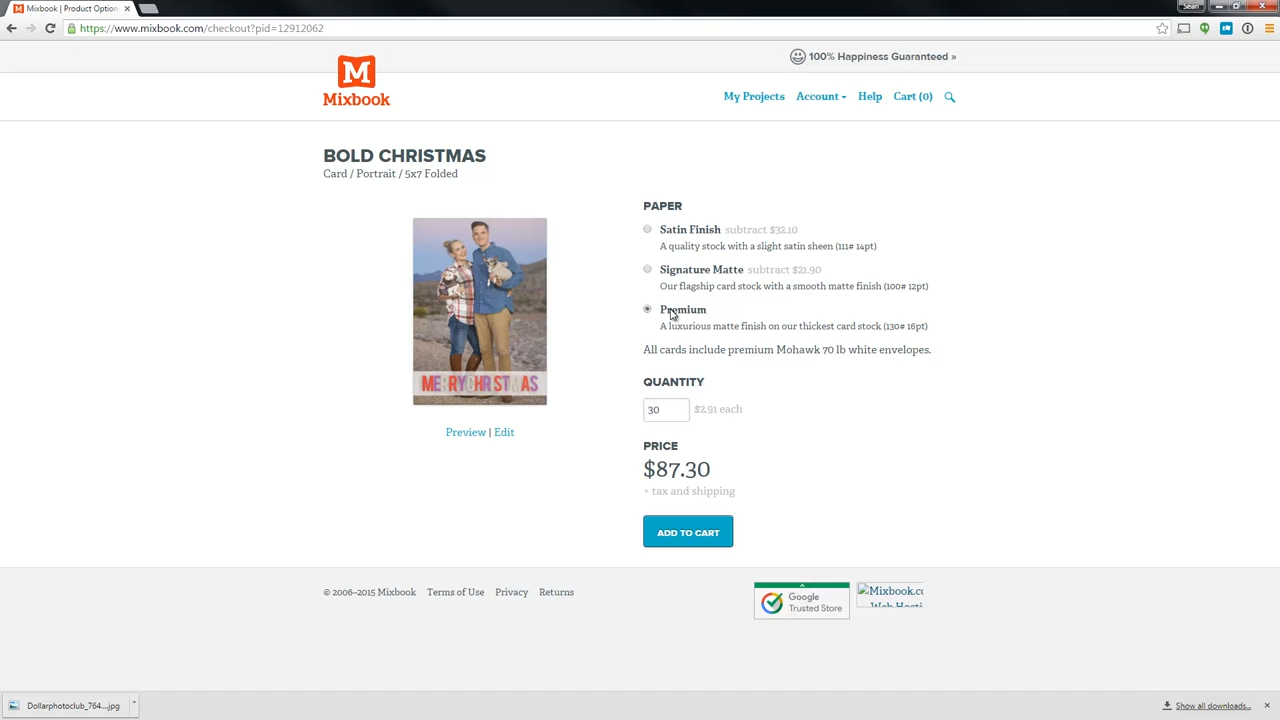 Mixbook | Product Option
Sean
https://www.mixbook.com/checkout?pid=12912062
100% Happiness Guaranteed »
M
Mixbook
My Projects Account Help Cart (0)
BOLD CHRISTMAS
Card / Portrait / 5x7 Folded
MERRY CHRISTMAS
Preview | Edit
PAPER
Satin Finish subtract $32.10
A quality stock with a slight satin sheen (111# 14pt)
Signature Matte subtract $21.90
Our flagship card stock with a smooth matte finish (100# 12pt)
Premium
A luxurious matte finish on our thickest card stock (130# 16pt)
All cards include premium Mohawk 70 lb white envelopes.
QUANTITY
30 $2.91 each
PRICE
$87.30
+ tax and shipping
ADD TO CART
© 2006–2015 Mixbook Terms of Use Privacy Returns
Google
Trusted Store
Mixbook.co
Web Hosti
Dollarphotoclub_764....jpg
Show all downloads...